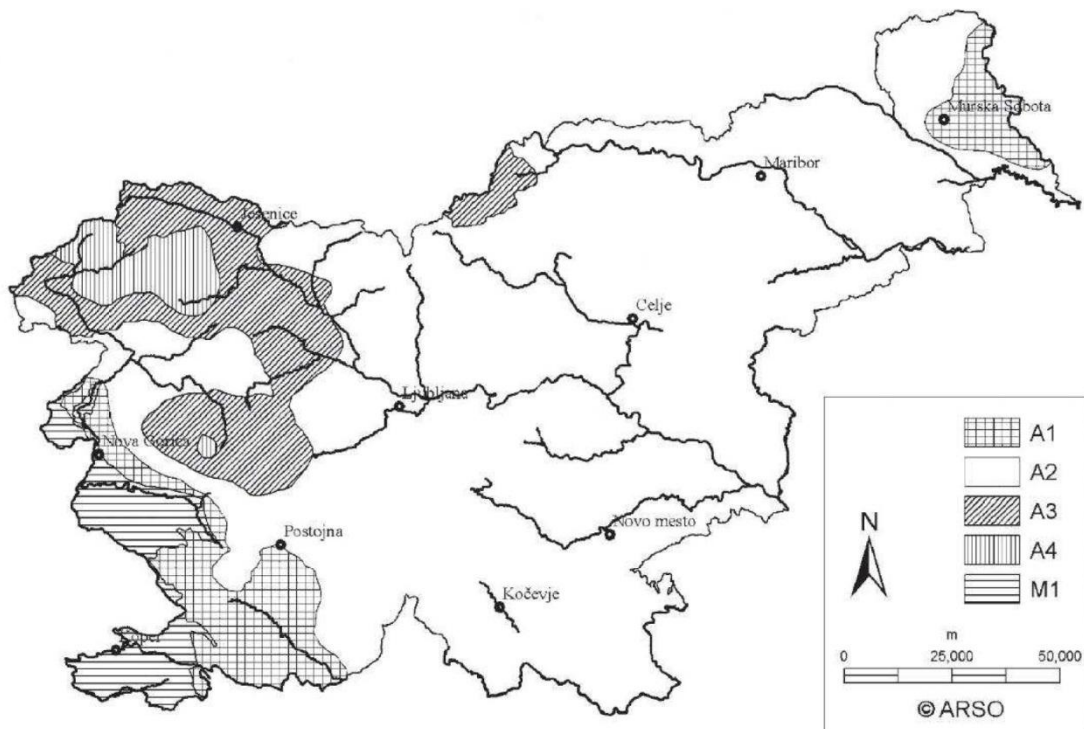 Murska Sobota
Maribor
Jesenice
Celje
Ljubljana
Nova Gorica
Postojna
Novo mesto
Kočevje
A1
A2
A3
A4
M1
N
m
0 25,000 50,000
© ARSO